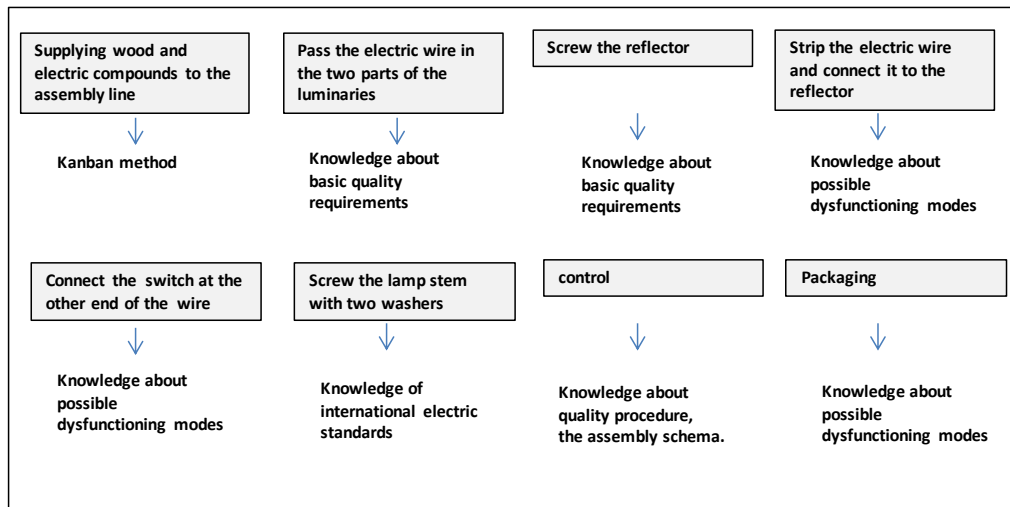 Supplying wood and
electric compounds to the
assembly line
Kanban method
Pass the electric wire in
the two parts of the
luminaries
Knowledge about
basic quality
requirements
Screw the reflector
Knowledge about
basic quality
requirements
Strip the electric wire
and connect it to the
reflector
Knowledge about
possible
dysfunctioning modes
Connect the switch at the
other end of the wire
Knowledge about
possible
dysfunctioning modes
Screw the lamp stem
with two washers
Knowledge of
international electric
standards
control
Knowledge about
quality procedure,
the assembly schema.
Packaging
Knowledge about
possible
dysfunctioning modes